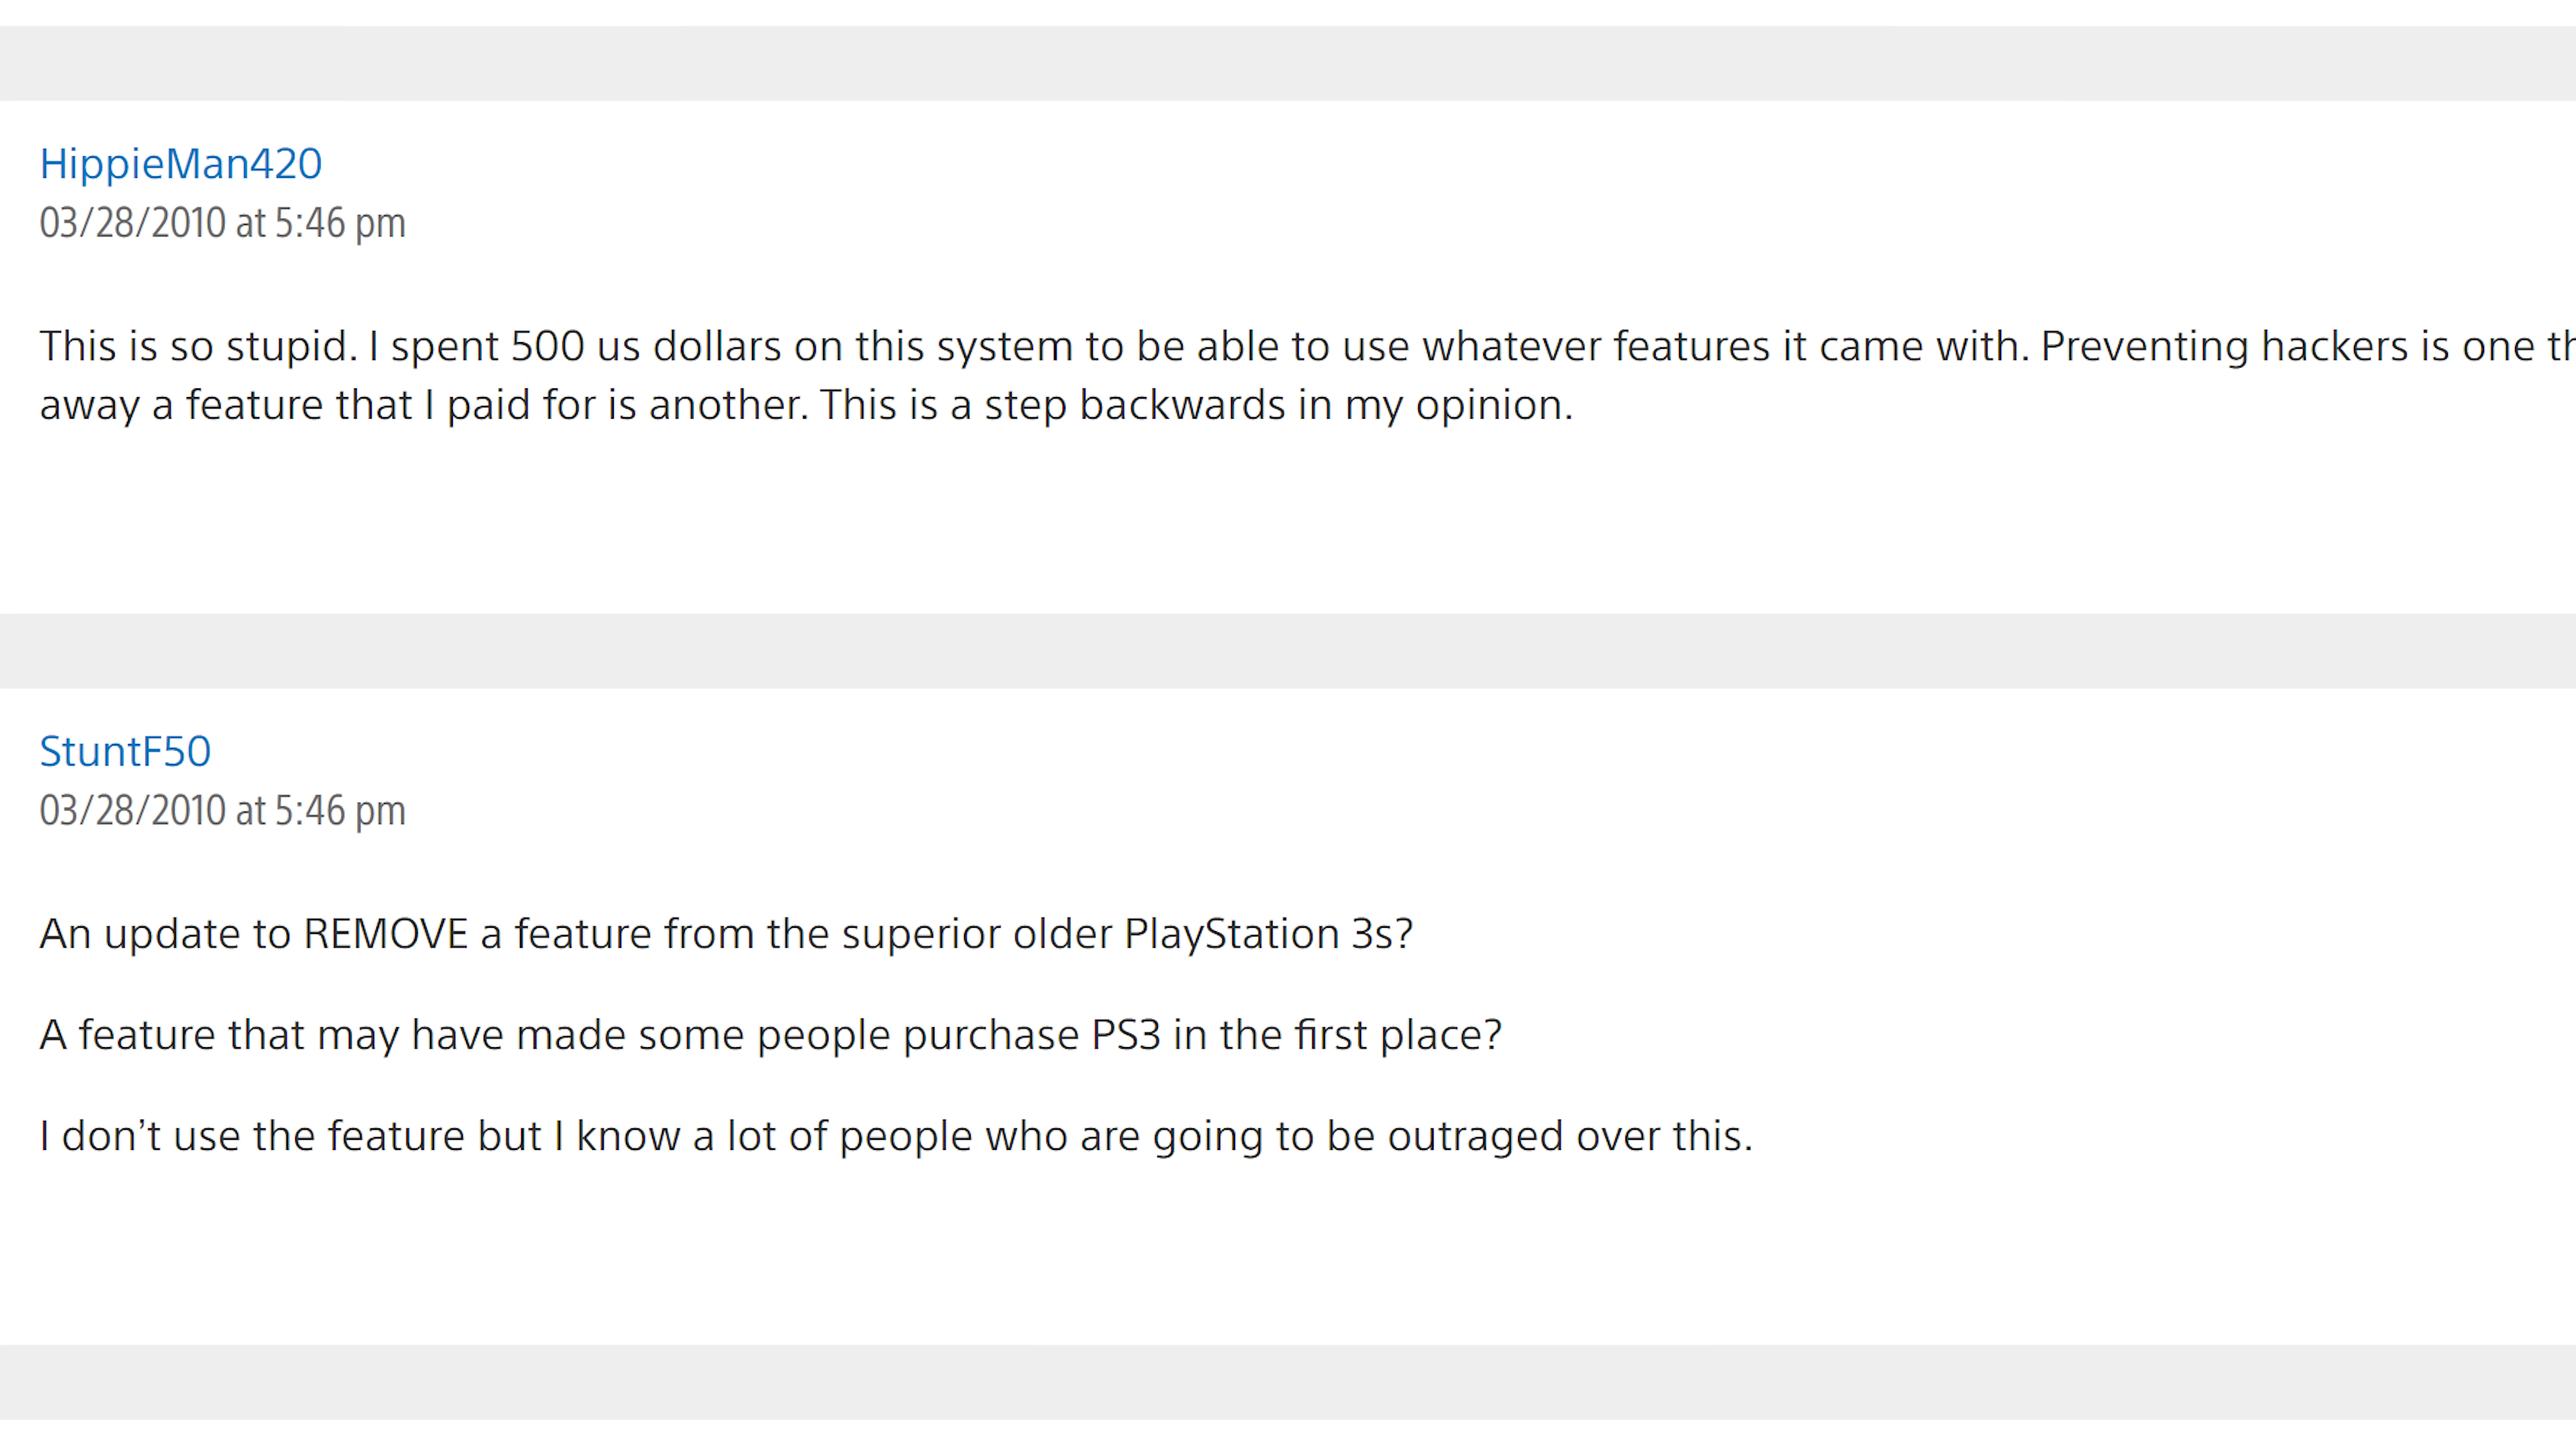 HippieMan420
03/28/2010 at 5:46 pm
This is so stupid. I spent 500 us dollars on this system to be able to use whatever features it came with. Preventing hackers is one
away a feature that I paid for is another. This is a step backwards in my opinion.
StuntF50
03/28/2010 at 5:46 pm
An update to REMOVE a feature from the superior older PlayStation 3s?
A feature that may have made some people purchase PS3 in the first place?
I don’t use the feature but I know a lot of people who are going to be outraged over this.